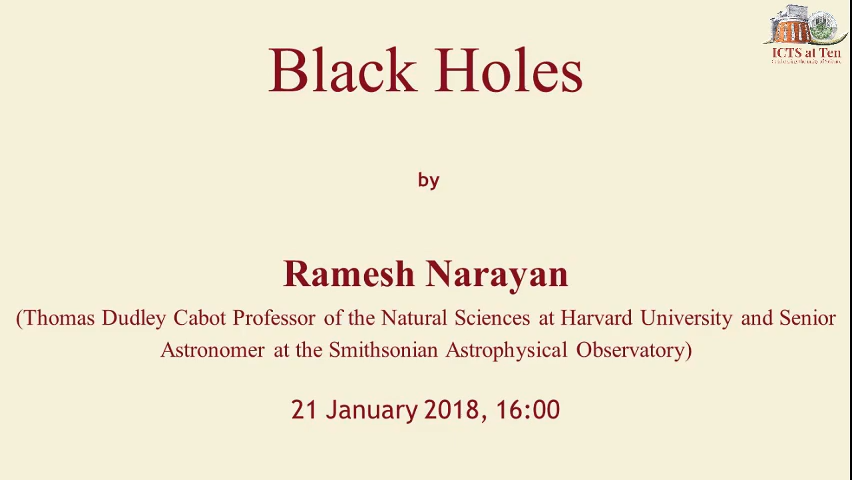 ICTS at Ten
Black Holes
by
Ramesh Narayan
(Thomas Dudley Cabot Professor of the Natural Sciences at Harvard University and Senior
Astronomer at the Smithsonian Astrophysical Observatory)
21 January 2018, 16:00